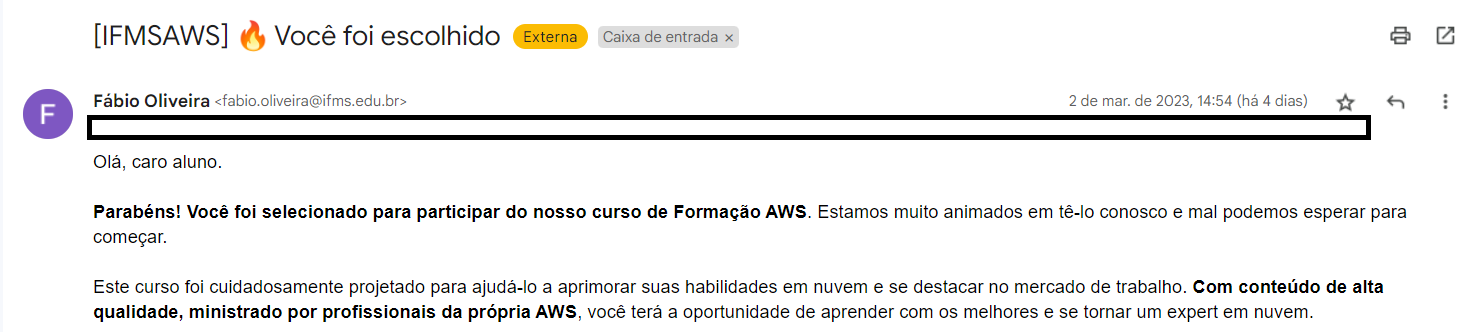 [IFMSAWS] 🔥 Você foi escolhido Externa Caixa de entrada ×
F
Fábio Oliveira <fabio.oliveira@ifms.edu.br> 2 de mar. de 2023, 14:54 (há 4 dias)
Olá, caro aluno.
Parabéns! Você foi selecionado para participar do nosso curso de Formação AWS. Estamos muito animados em tê-lo conosco e mal podemos esperar para
começar.
Este curso foi cuidadosamente projetado para ajudá-lo a aprimorar suas habilidades em nuvem e se destacar no mercado de trabalho. Com conteúdo de alta
qualidade, ministrado por profissionais da própria AWS, você terá a oportunidade de aprender com os melhores e se tornar um expert em nuvem.